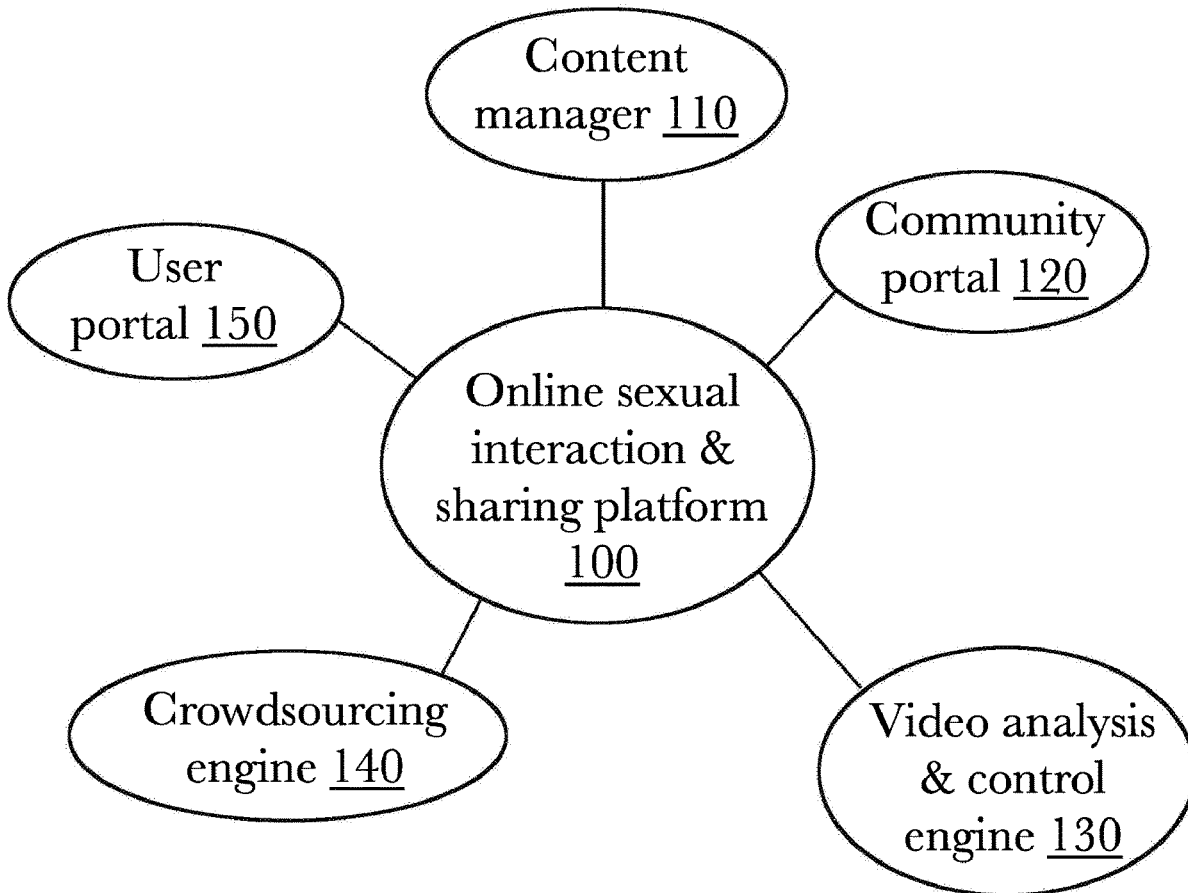 Content
manager 110
Community
portal 120
User
portal 150
Online sexual
interaction &
sharing platform
100
Crowdsourcing
engine 140
Video analysis
& control
engine 130